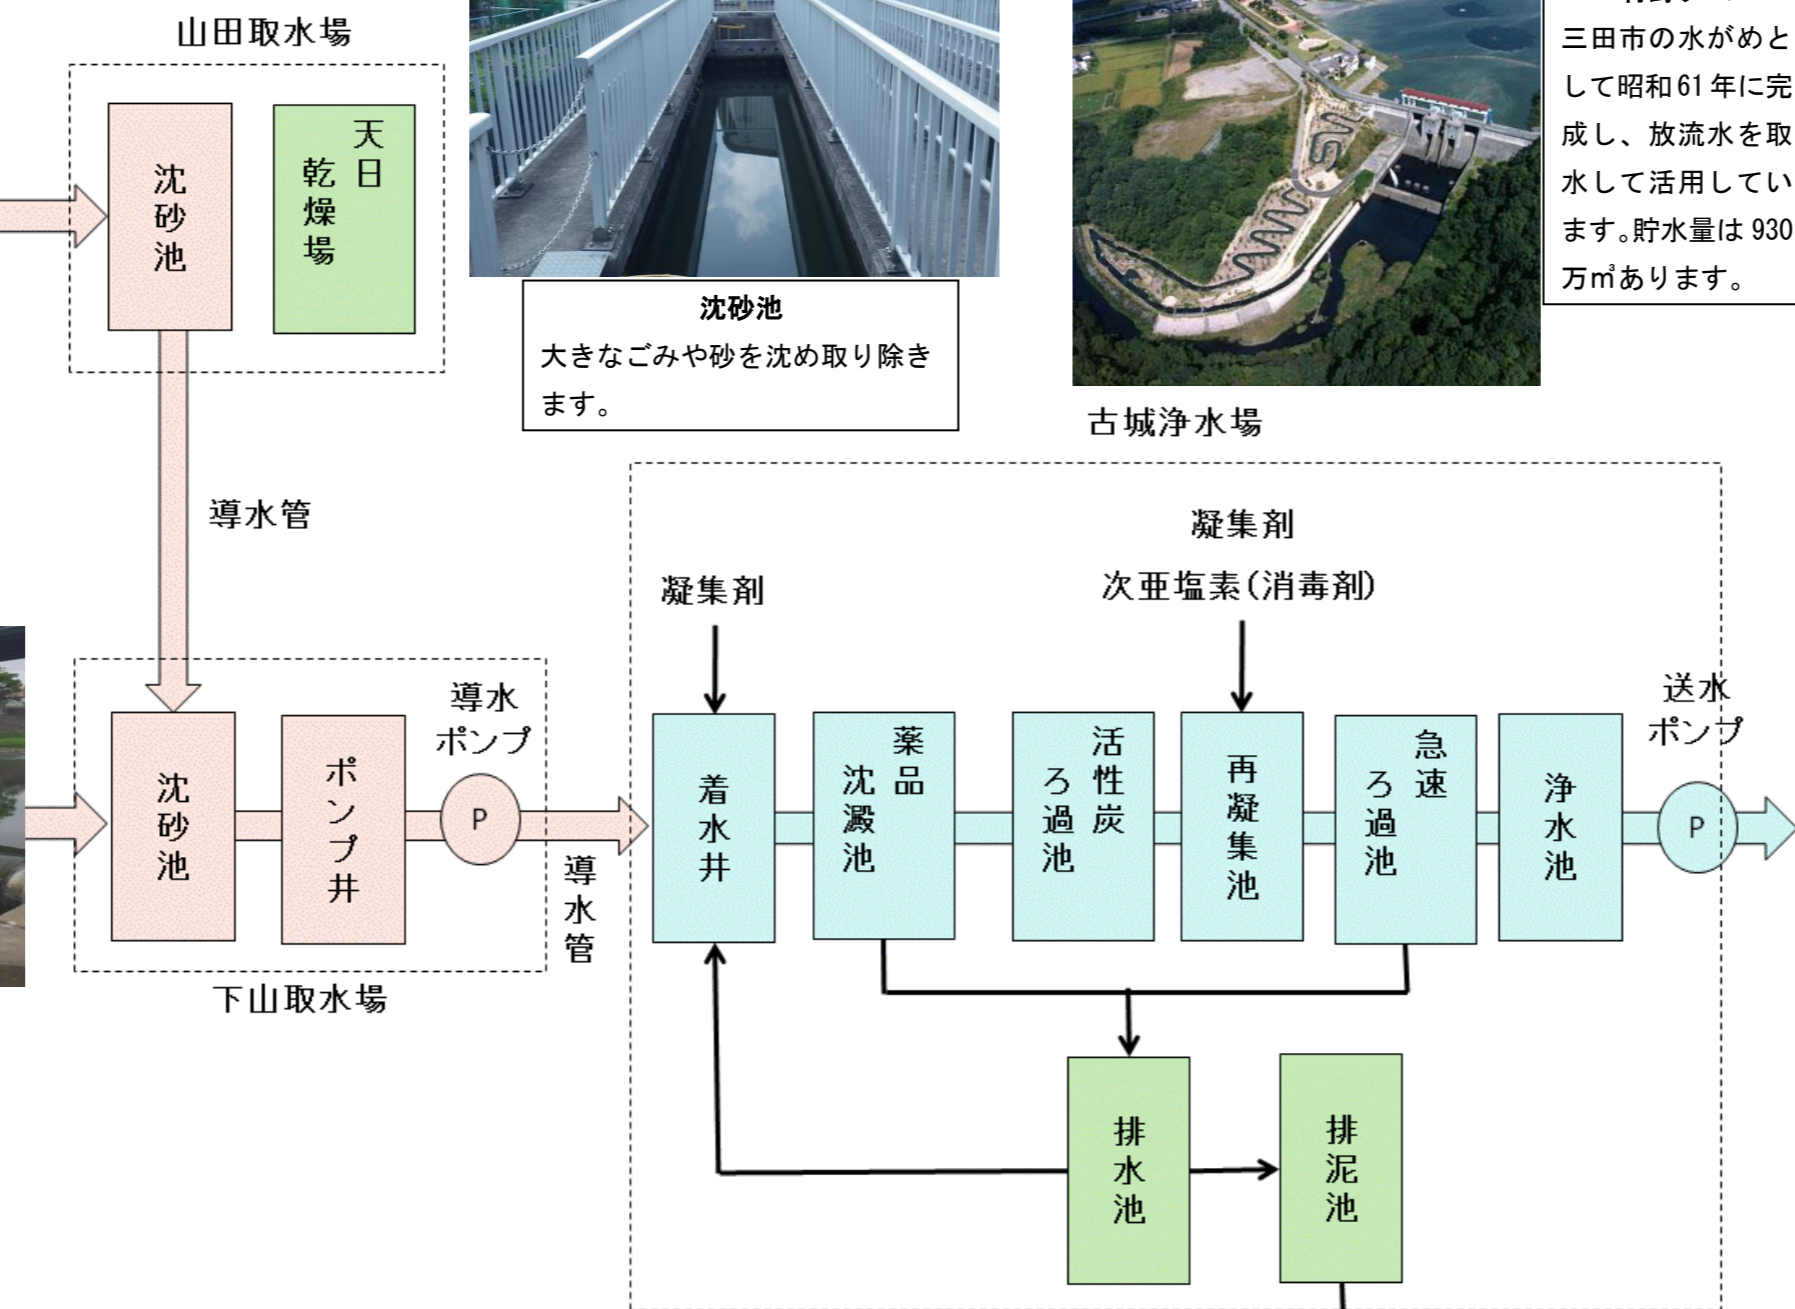 山田取水場
沈砂池
天日
乾燥場
沈砂池
大きなごみや砂を沈め取り除き
ます。
三田市の水がめと
して昭和61年に完
成し、放流水を取
水して活用してい
ます。貯水量は930
万㎥あります。
古城浄水場
導水管
凝集剤
凝集剤
次亜塩素(消毒剤)
沈砂池
ポンプ井
導水
ポンプ
P
導水管
下山取水場
着水井
薬品
沈澱池
活性炭
ろ過池
再凝集池
急速
ろ過池
浄水池
送水
ポンプ
P
排水池
排泥池